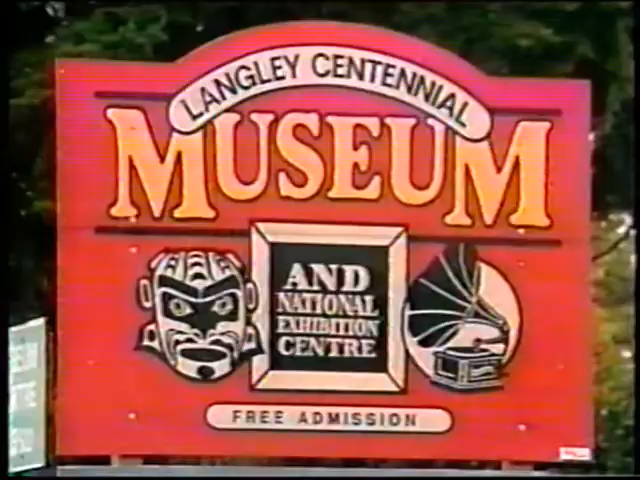 LANGLEY CENTENNIAL
MUSEUM
AND
NATIONAL
EXHIBITION
CENTRE
FREE ADMISSION